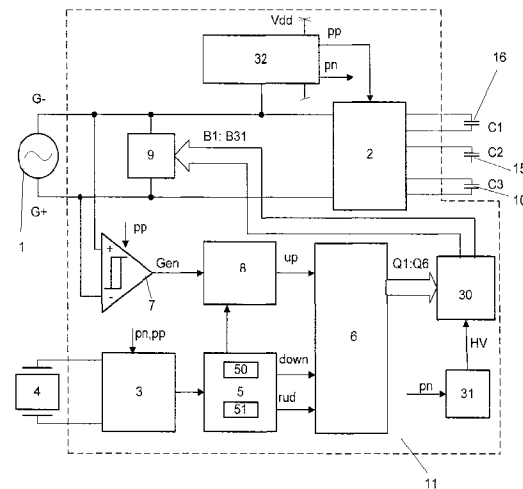 Vdd
pp
32
pn
16
G-
C1
B1: B31
9
2
C2
15
C3
10
1
G+
pp
+
-
Gen
7
8
up
Q1:Q6
30
6
HV
pn,pp
50
down
4
3
5
51
rud
pn
31
11